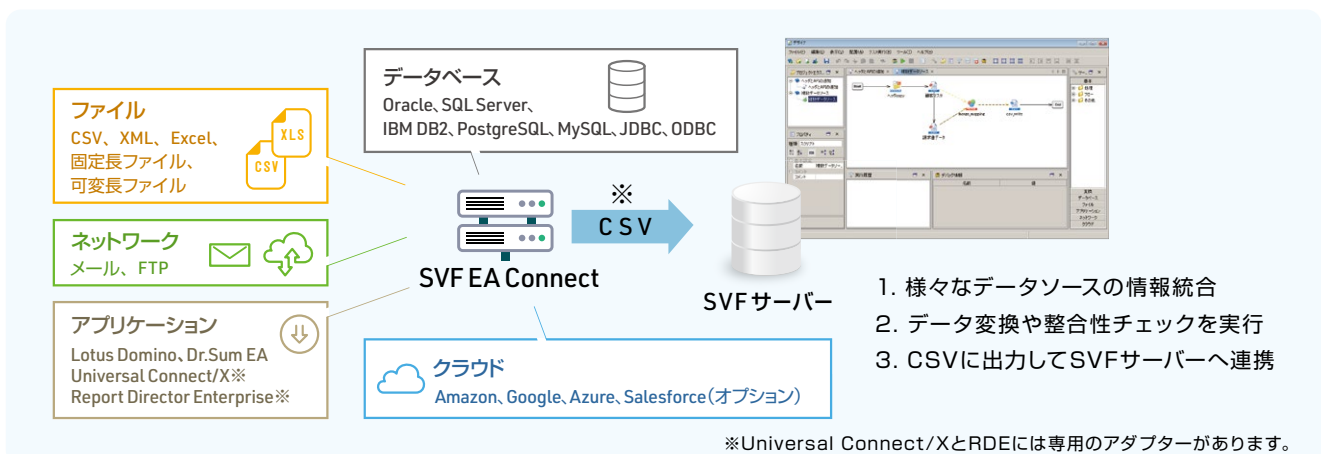 データベース
Oracle、SQL Server、
IBM DB2、PostgreSQL、MySQL、JDBC、ODBC
ファイル
CSV、XML、Excel、
固定長ファイル、
可変長ファイル
XLS
CSV
ネットワーク
メール、FTP
アプリケーション
Lotus Domino、Dr.Sum EA
Universal Connect/X※
Report Director Enterprise※
SVF EA Connect
※
CSV
SVFサーバー
クラウド
Amazon、Google、Azure、Salesforce（オプション）
1. 様々なデータソースの情報統合
2. データ変換や整合性チェックを実行
3. CSVに出力してSVFサーバーへ連携
※Universal Connect/XとRDEには専用のアダプターがあります。